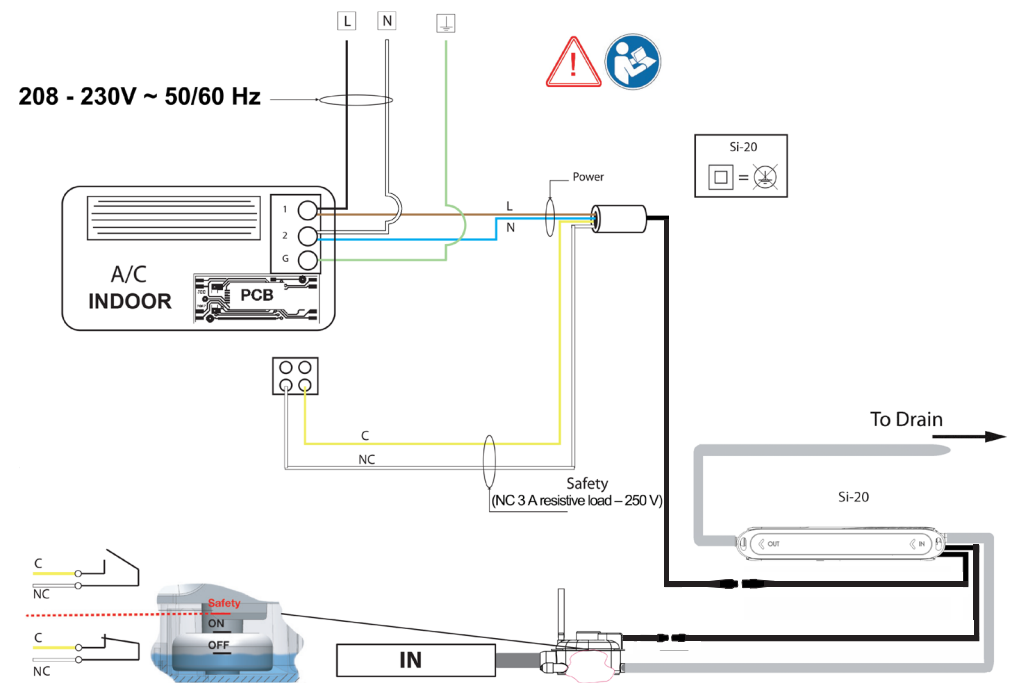 L N
208 - 230V ~ 50/60 Hz
Si-20
=
Power
1
L
2
N
G
A/C
INDOOR
PCB
C
NC
To Drain
Safety
(NC 3 A resistive load – 250 V)
Si-20
OUT IN
C
NC
Safety
ON
OFF
C
NC
IN